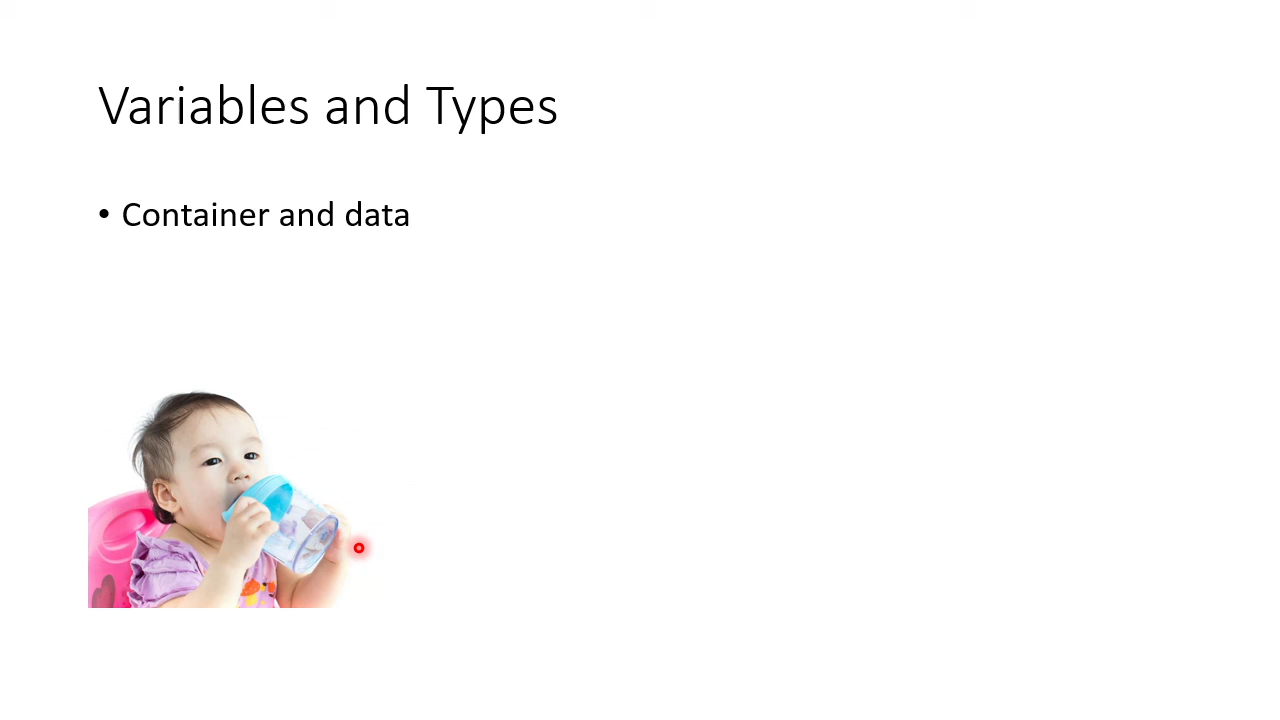 Variables and Types
• Container and data